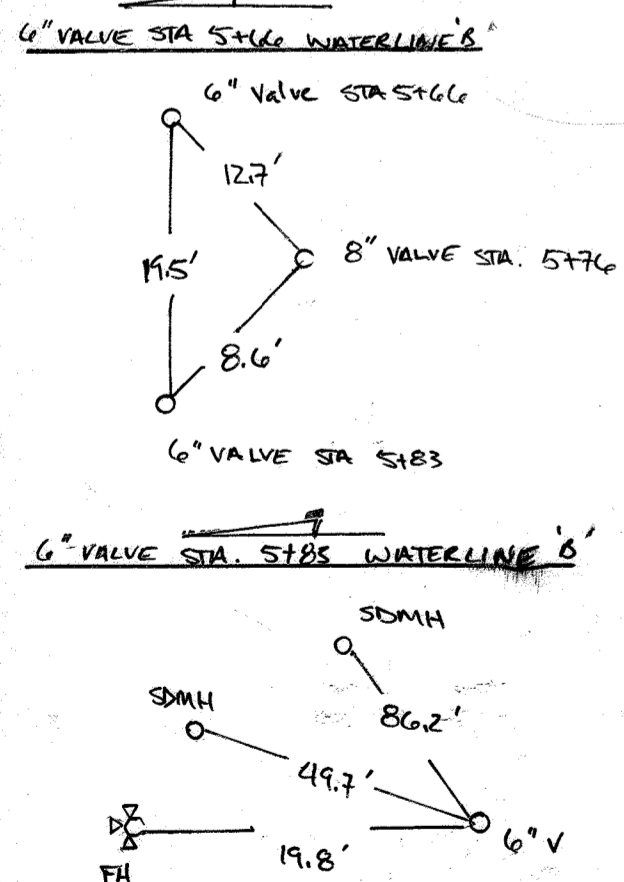 6" VALVE STA 5+66 WATERLINE 'B'
6" Valve STA 5+66
12.7'
19.5'
8" VALVE STA. 5+76
8.6'
6" VALVE STA 5+83
6" VALVE STA. 5+83 WATERLINE 'B'
SDMH
SDMH
86.2'
49.7'
6" V
19.8'
FH